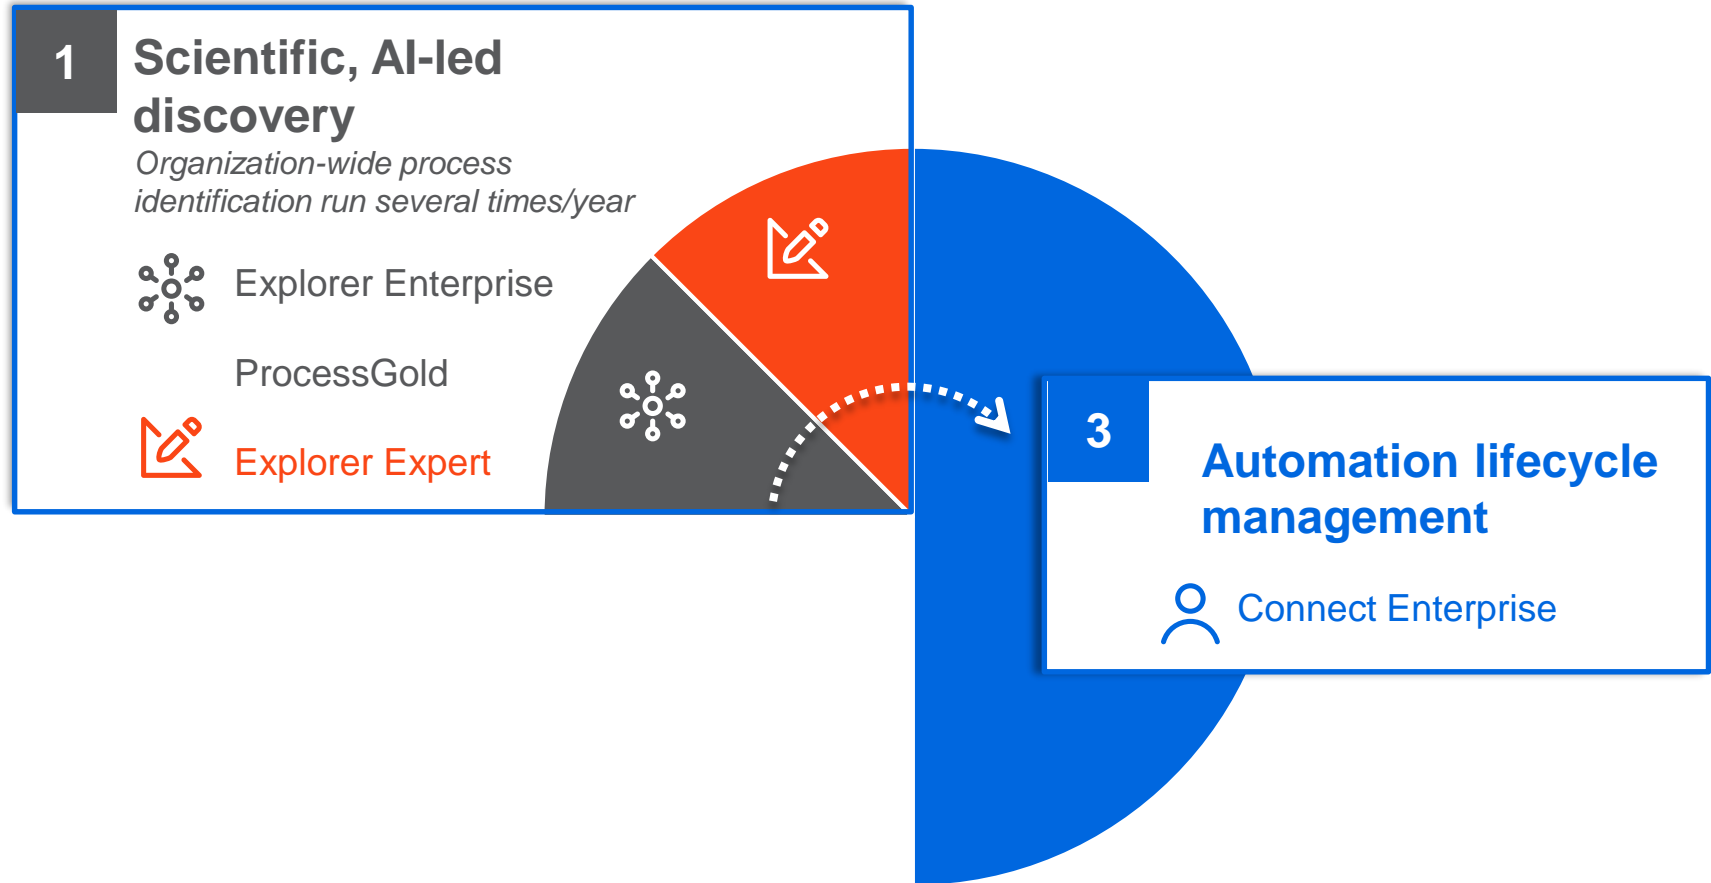 1
Scientific, AI-led
discovery
Organization-wide process
identification run several times/year
Explorer Enterprise
ProcessGold
Explorer Expert
3
Automation lifecycle
management
Connect Enterprise